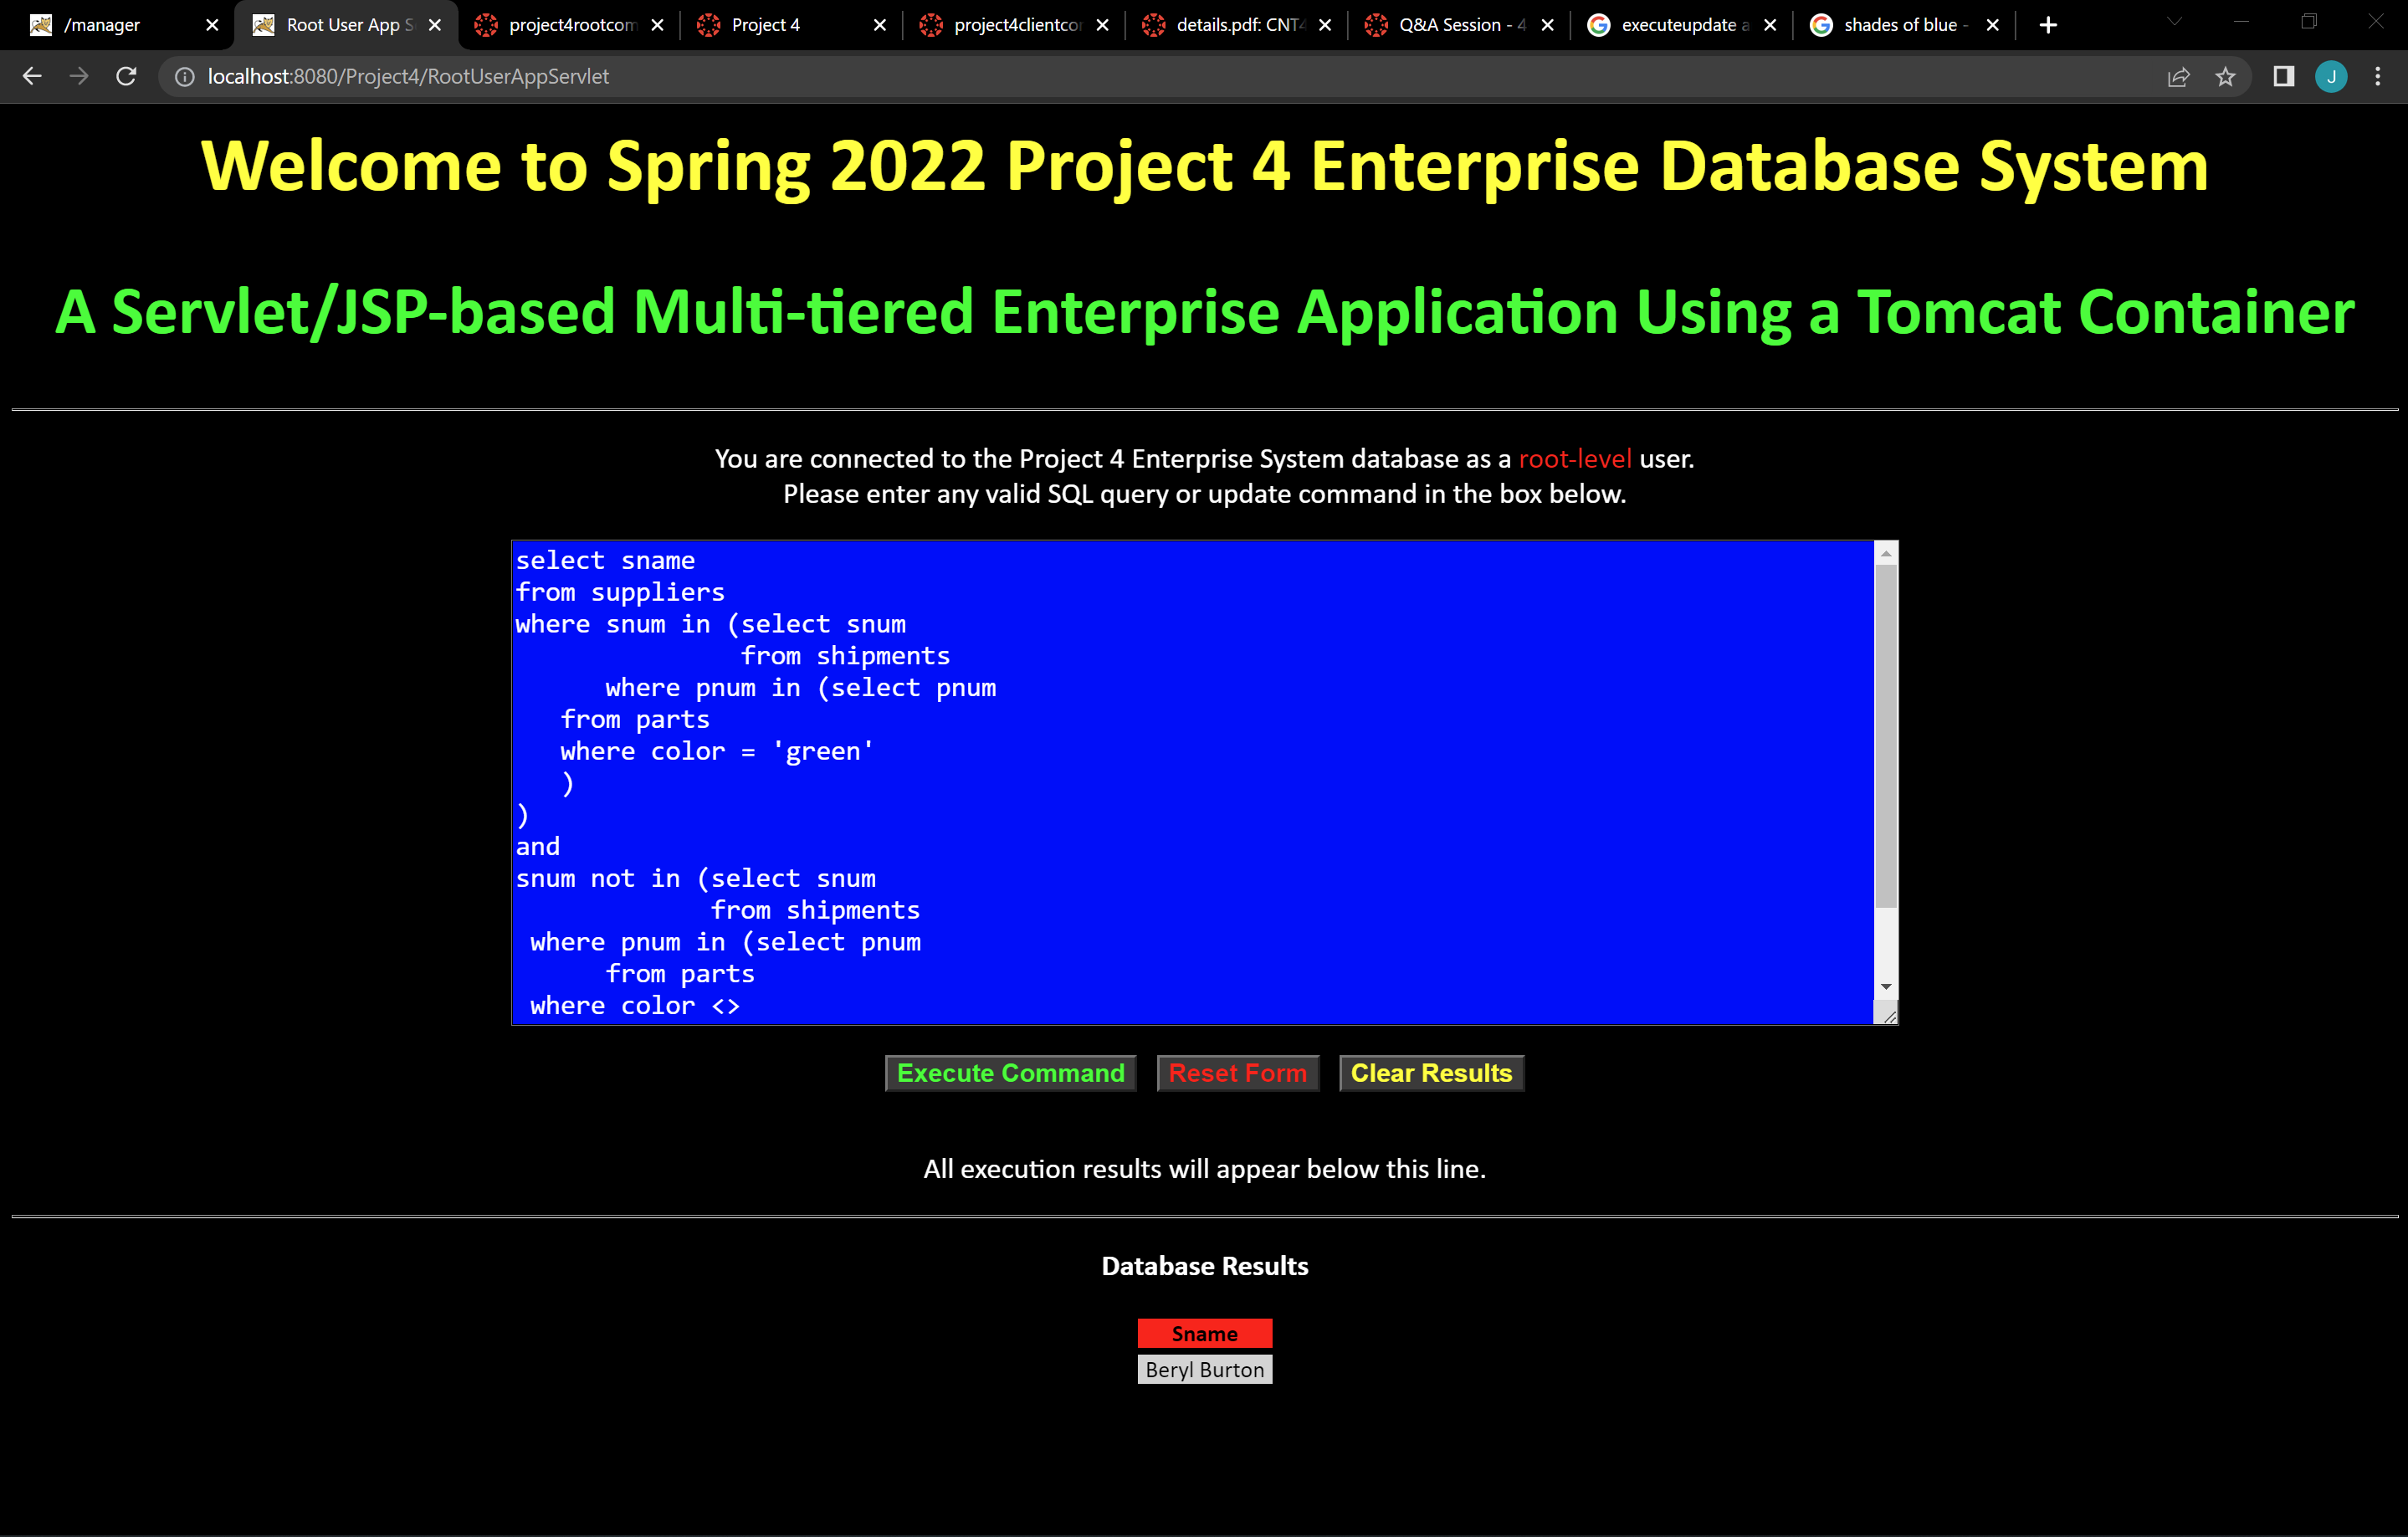 /manager
Root User App S
project4rootcom
Project 4
project4clientcor
details.pdf: CNT4
Q&A Session - 4
executeupdate a
shades of blue -
localhost:8080/Project4/RootUserAppServlet
J
Welcome to Spring 2022 Project 4 Enterprise Database System
A Servlet/JSP-based Multi-tiered Enterprise Application Using a Tomcat Container
You are connected to the Project 4 Enterprise System database as a root-level user.
Please enter any valid SQL query or update command in the box below.
select sname
from suppliers
where snum in (select snum
from shipments
where pnum in (select pnum
from parts
where color = 'green'
)
)
and
snum not in (select snum
from shipments
where pnum in (select pnum
from parts
where color <>
Execute Command Reset Form Clear Results
All execution results will appear below this line.
Database Results
Sname
Beryl Burton